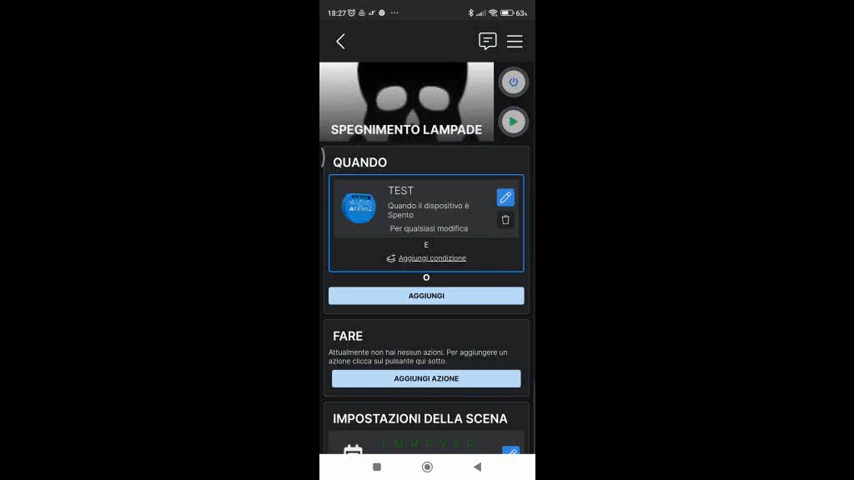 18:27 ... 63%
SPEGNIMENTO LAMPADE
QUANDO
TEST
Quando il dispositivo è
Spento
Per qualsiasi modifica
E
Aggiungi condizione
O
AGGIUNGI
FARE
Attualmente non hai nessun azioni. Per aggiungere un
azione clicca sul pulsante qui sotto.
AGGIUNGI AZIONE
IMPOSTAZIONI DELLA SCENA